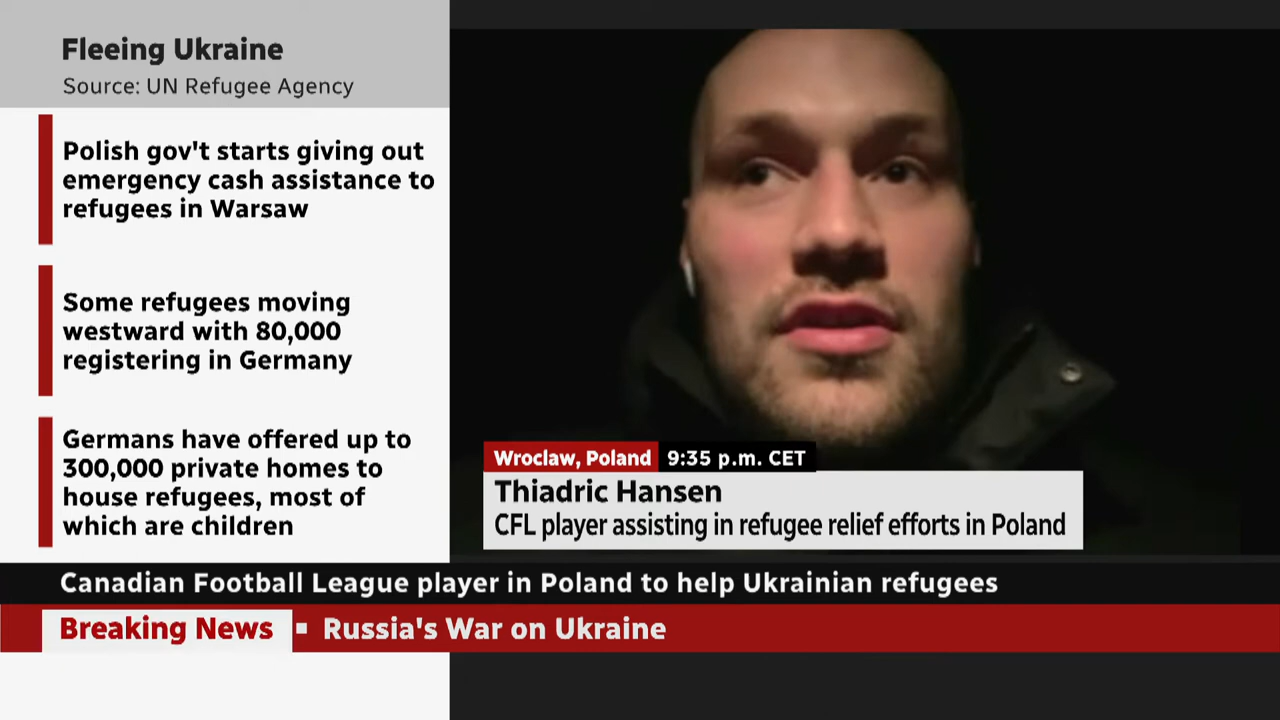 Fleeing Ukraine
Source: UN Refugee Agency
Polish gov't starts giving out
emergency cash assistance to
refugees in Warsaw
Some refugees moving
westward with 80,000
registering in Germany
Germans have offered up to
300,000 private homes to
house refugees, most of
which are children
Wroclaw, Poland 9:35 p.m. CET
Thiadric Hansen
CFL player assisting in refugee relief efforts in Poland
Canadian Football League player in Poland to help Ukrainian refugees
Breaking News ▪ Russia's War on Ukraine